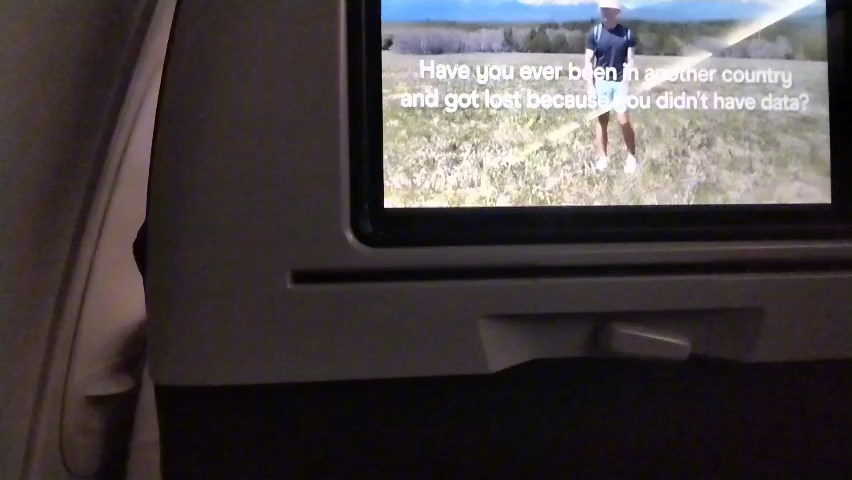 Have you ever been in another country
and got lost because you didn't have data?